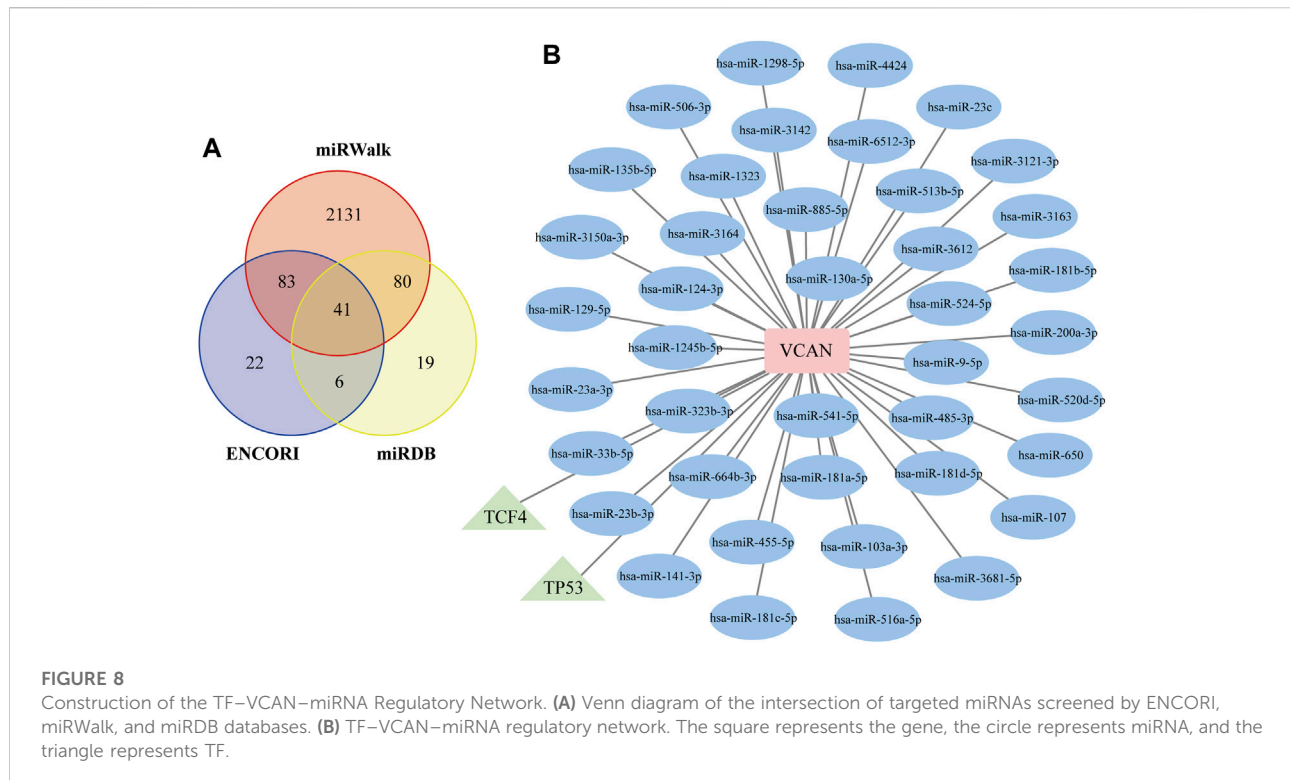 A
miRWalk
2131
83
80
41
22
6
19
ENCORI
miRDB
B
hsa-miR-1298-5p
hsa-miR-4424
hsa-miR-506-3p
hsa-miR-23c
hsa-miR-3142
hsa-miR-6512-3p
hsa-miR-3121-3p
hsa-miR-135b-5p
hsa-miR-1323
hsa-miR-513b-5p
hsa-miR-885-5p
hsa-miR-3163
hsa-miR-3150a-3p
hsa-miR-3164
hsa-miR-3612
hsa-miR-181b-5p
hsa-miR-130a-5p
hsa-miR-124-3p
hsa-miR-524-5p
hsa-miR-129-5p
hsa-miR-200a-3p
hsa-miR-1245b-5p
VCAN
hsa-miR-9-5p
hsa-miR-23a-3p
hsa-miR-520d-5p
hsa-miR-323b-3p
hsa-miR-541-5p
hsa-miR-485-3p
hsa-miR-33b-5p
hsa-miR-650
hsa-miR-664b-3p
hsa-miR-181a-5p
hsa-miR-181d-5p
TCF4
hsa-miR-23b-3p
hsa-miR-107
hsa-miR-455-5p
hsa-miR-103a-3p
TP53
hsa-miR-141-3p
hsa-miR-3681-5p
hsa-miR-181c-5p
hsa-miR-516a-5p
FIGURE 8
Construction of the TF–VCAN–miRNA Regulatory Network. (A) Venn diagram of the intersection of targeted miRNAs screened by ENCORI,
miRWalk, and miRDB databases. (B) TF–VCAN–miRNA regulatory network. The square represents the gene, the circle represents miRNA, and the
triangle represents TF.